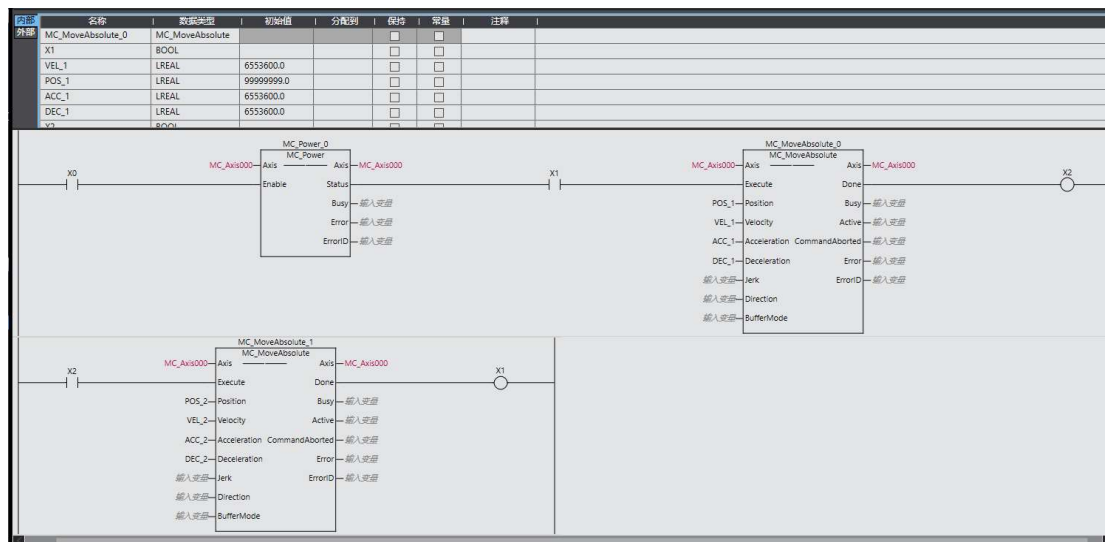 内部 名称 数据类型 初始值 分配到 保持 常量 注释
外部 MC_MoveAbsolute_0 MC_MoveAbsolute
X1 BOOL
VEL_1 LREAL 6553600.0
POS_1 LREAL 99999999.0
ACC_1 LREAL 6553600.0
DEC_1 LREAL 6553600.0
X2 BOOL
MC_Power_0 MC_MoveAbsolute_0
MC_Power MC_MoveAbsolute
MC_Axis000 Axis Axis MC_Axis000 MC_Axis000 Axis Axis MC_Axis000
X0 Enable Status X1 Execute Done X2
Busy 输入变量 POS_1 Position Busy 输入变量
Error 输入变量 VEL_1 Velocity Active 输入变量
ErrorID 输入变量 ACC_1 Acceleration CommandAborted 输入变量
DEC_1 Deceleration Error 输入变量
输入变量 Jerk ErrorID 输入变量
输入变量 Direction
输入变量 BufferMode
MC_MoveAbsolute_1
MC_MoveAbsolute
MC_Axis000 Axis Axis MC_Axis000
X2 Execute Done X1
POS_2 Position Busy 输入变量
VEL_2 Velocity Active 输入变量
ACC_2 Acceleration CommandAborted 输入变量
DEC_2 Deceleration Error 输入变量
输入变量 Jerk ErrorID 输入变量
输入变量 Direction
输入变量 BufferMode